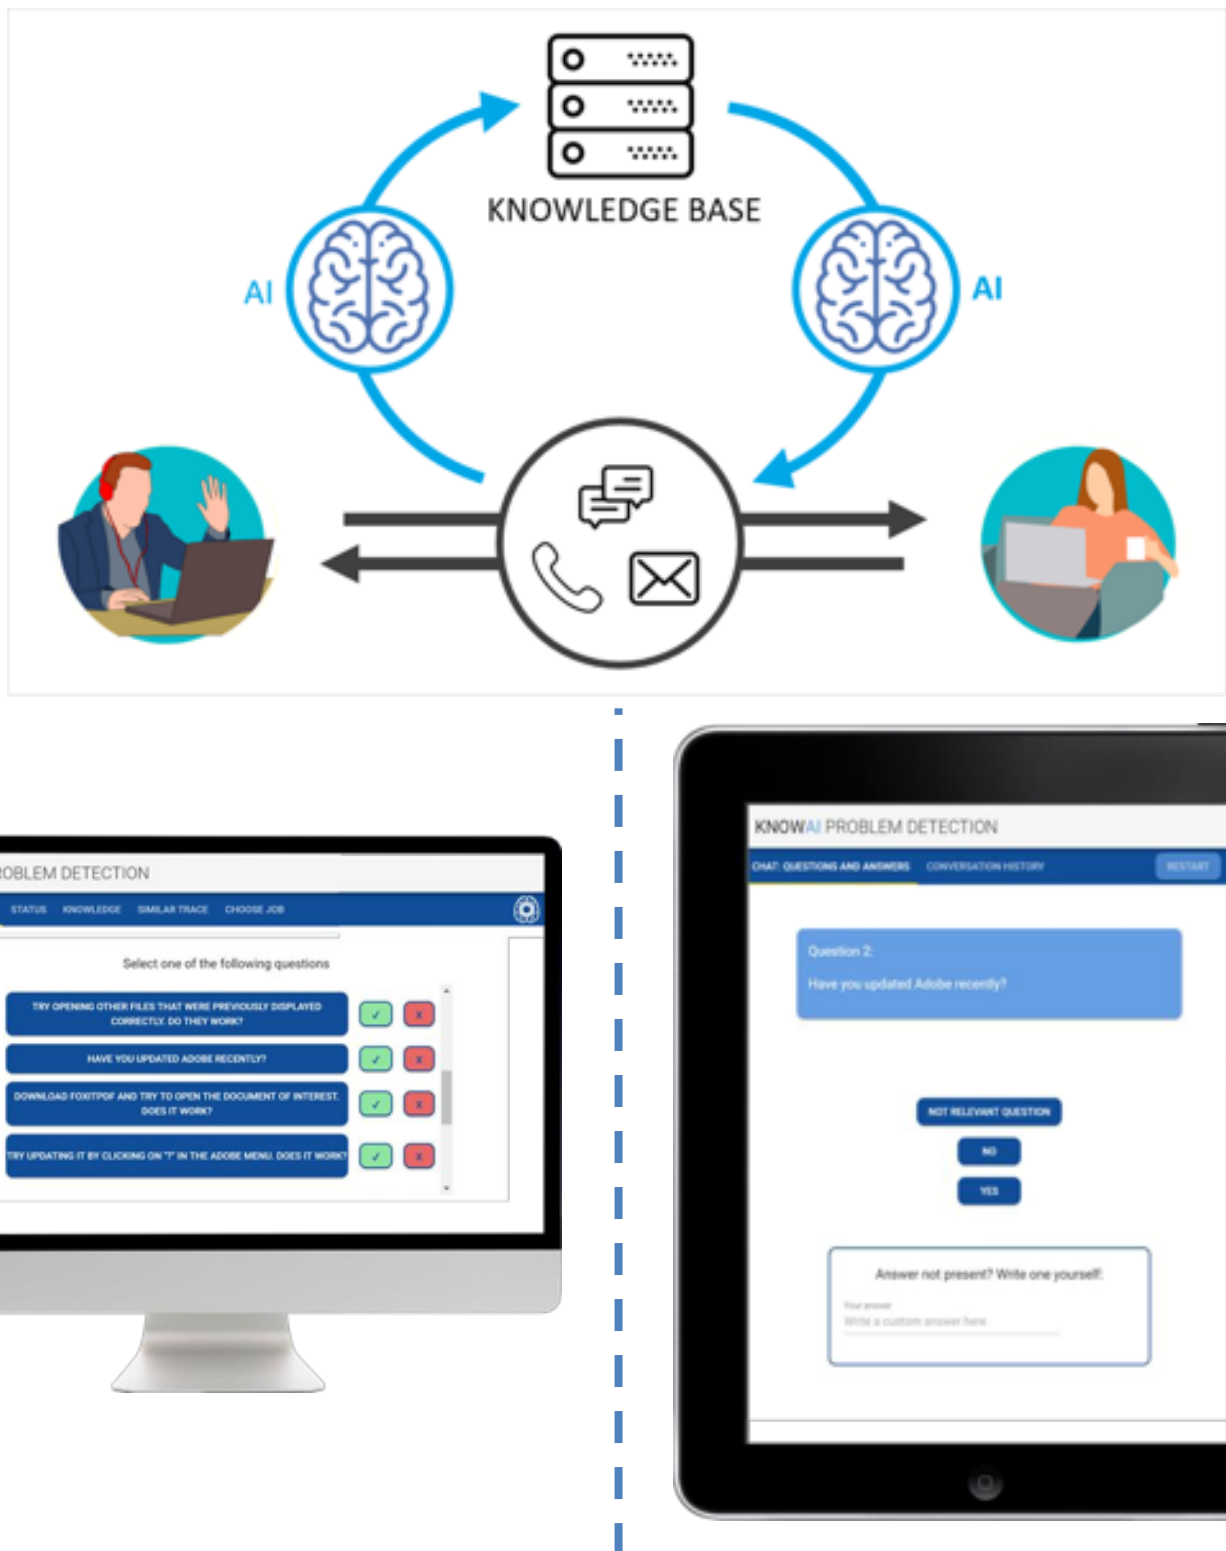 KNOWLEDGE BASE
AI
AI
ROBLEM DETECTION
STATUS KNOWLEDGE SIMILAR TRACE CHOOSE JOB
Select one of the following questions
TRY OPENING OTHER FILES THAT WERE PREVIOUSLY DISPLAYED
CORRECTLY. DO THEY WORK?
✓ X
HAVE YOU UPDATED ADOBE RECENTLY?
✓ X
DOWNLOAD FOXITPDF AND TRY TO OPEN THE DOCUMENT OF INTEREST.
DOES IT WORK?
✓ X
TRY UPDATING IT BY CLICKING ON "?" IN THE ADOBE MENU. DOES IT WORK?
✓ X
KNOWAI PROBLEM DETECTION
CHAT: QUESTIONS AND ANSWERS CONVERSATION HISTORY RESTART
Question 2:
Have you updated Adobe recently?
NOT RELEVANT QUESTION
NO
YES
Answer not present? Write one yourself:
Your answer
Write a custom answer here